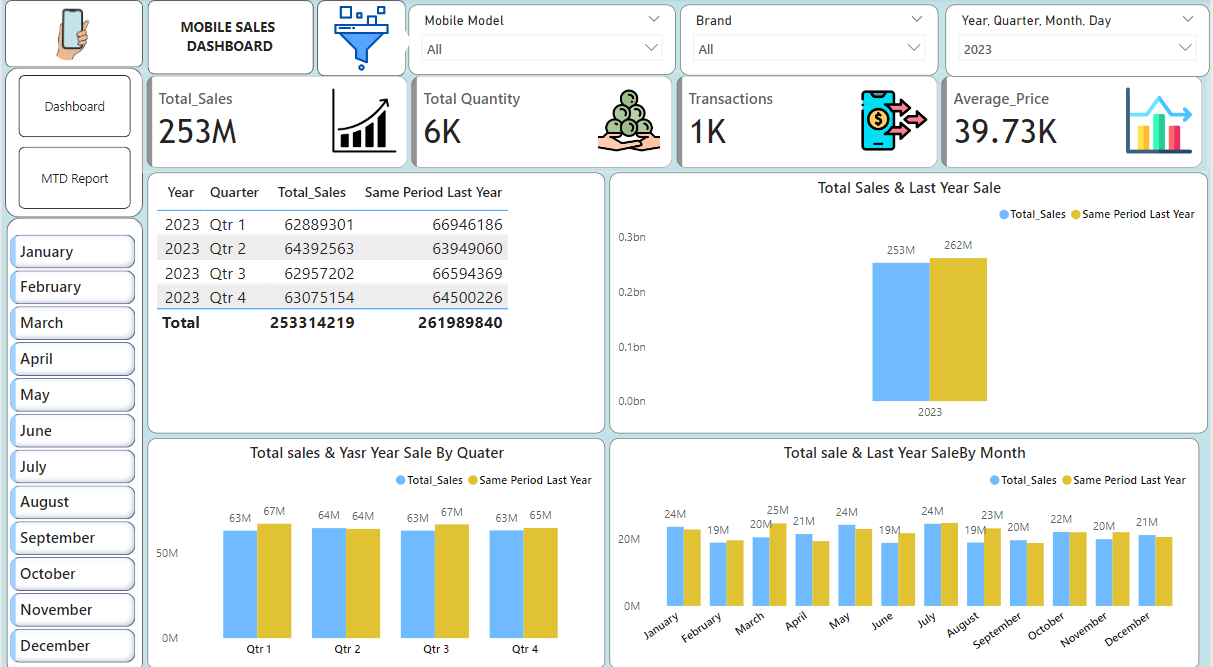 MOBILE SALES
DASHBOARD
Mobile Model
All
Brand
All
Year, Quarter, Month, Day
2023
Dashboard
MTD Report
Total_Sales
253M
Total Quantity
6K
Transactions
1K
Average_Price
39.73K
January
February
March
April
May
June
July
August
September
October
November
December
Year Quarter Total_Sales Same Period Last Year
2023 Qtr 1 62889301 66946186
2023 Qtr 2 64392563 63949060
2023 Qtr 3 62957202 66594369
2023 Qtr 4 63075154 64500226
Total 253314219 261989840
Total Sales & Last Year Sale
Total_Sales Same Period Last Year
0.3bn
0.2bn
0.1bn
0.0bn
253M 262M
2023
Total sales & Yasr Year Sale By Quater
Total_Sales Same Period Last Year
63M 67M 64M 64M 63M 67M 63M 65M
50M
0M
Qtr 1 Qtr 2 Qtr 3 Qtr 4
Total sale & Last Year SaleBy Month
Total_Sales Same Period Last Year
24M 19M 20M 25M 21M 24M 19M 24M 19M 23M 20M 22M 20M 21M
20M
0M
January February March April May June July August September October November December